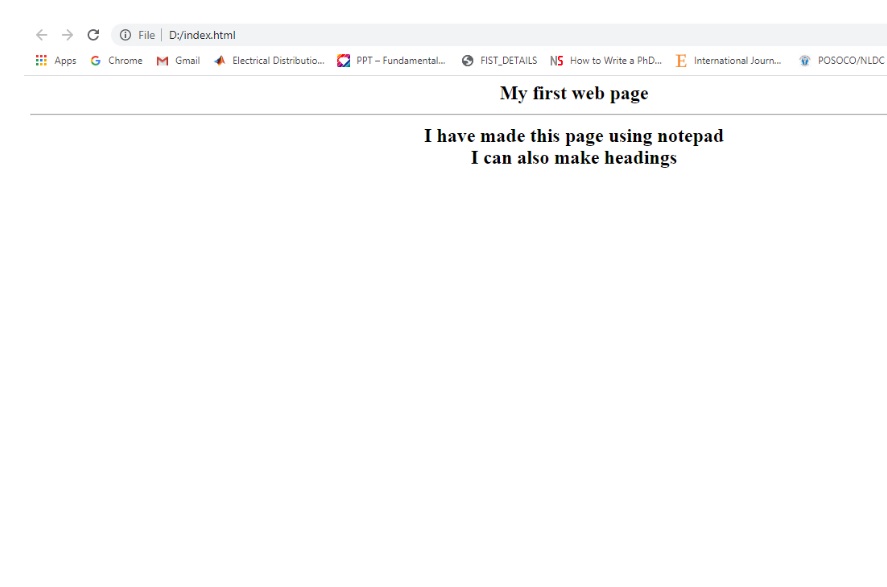 File D:/index.html
Apps Chrome Gmail Electrical Distributio... PPT – Fundamental... FIST_DETAILS NS How to Write a PhD... E International Journ... POSOCO/NLDC
My first web page
I have made this page using notepad
I can also make headings